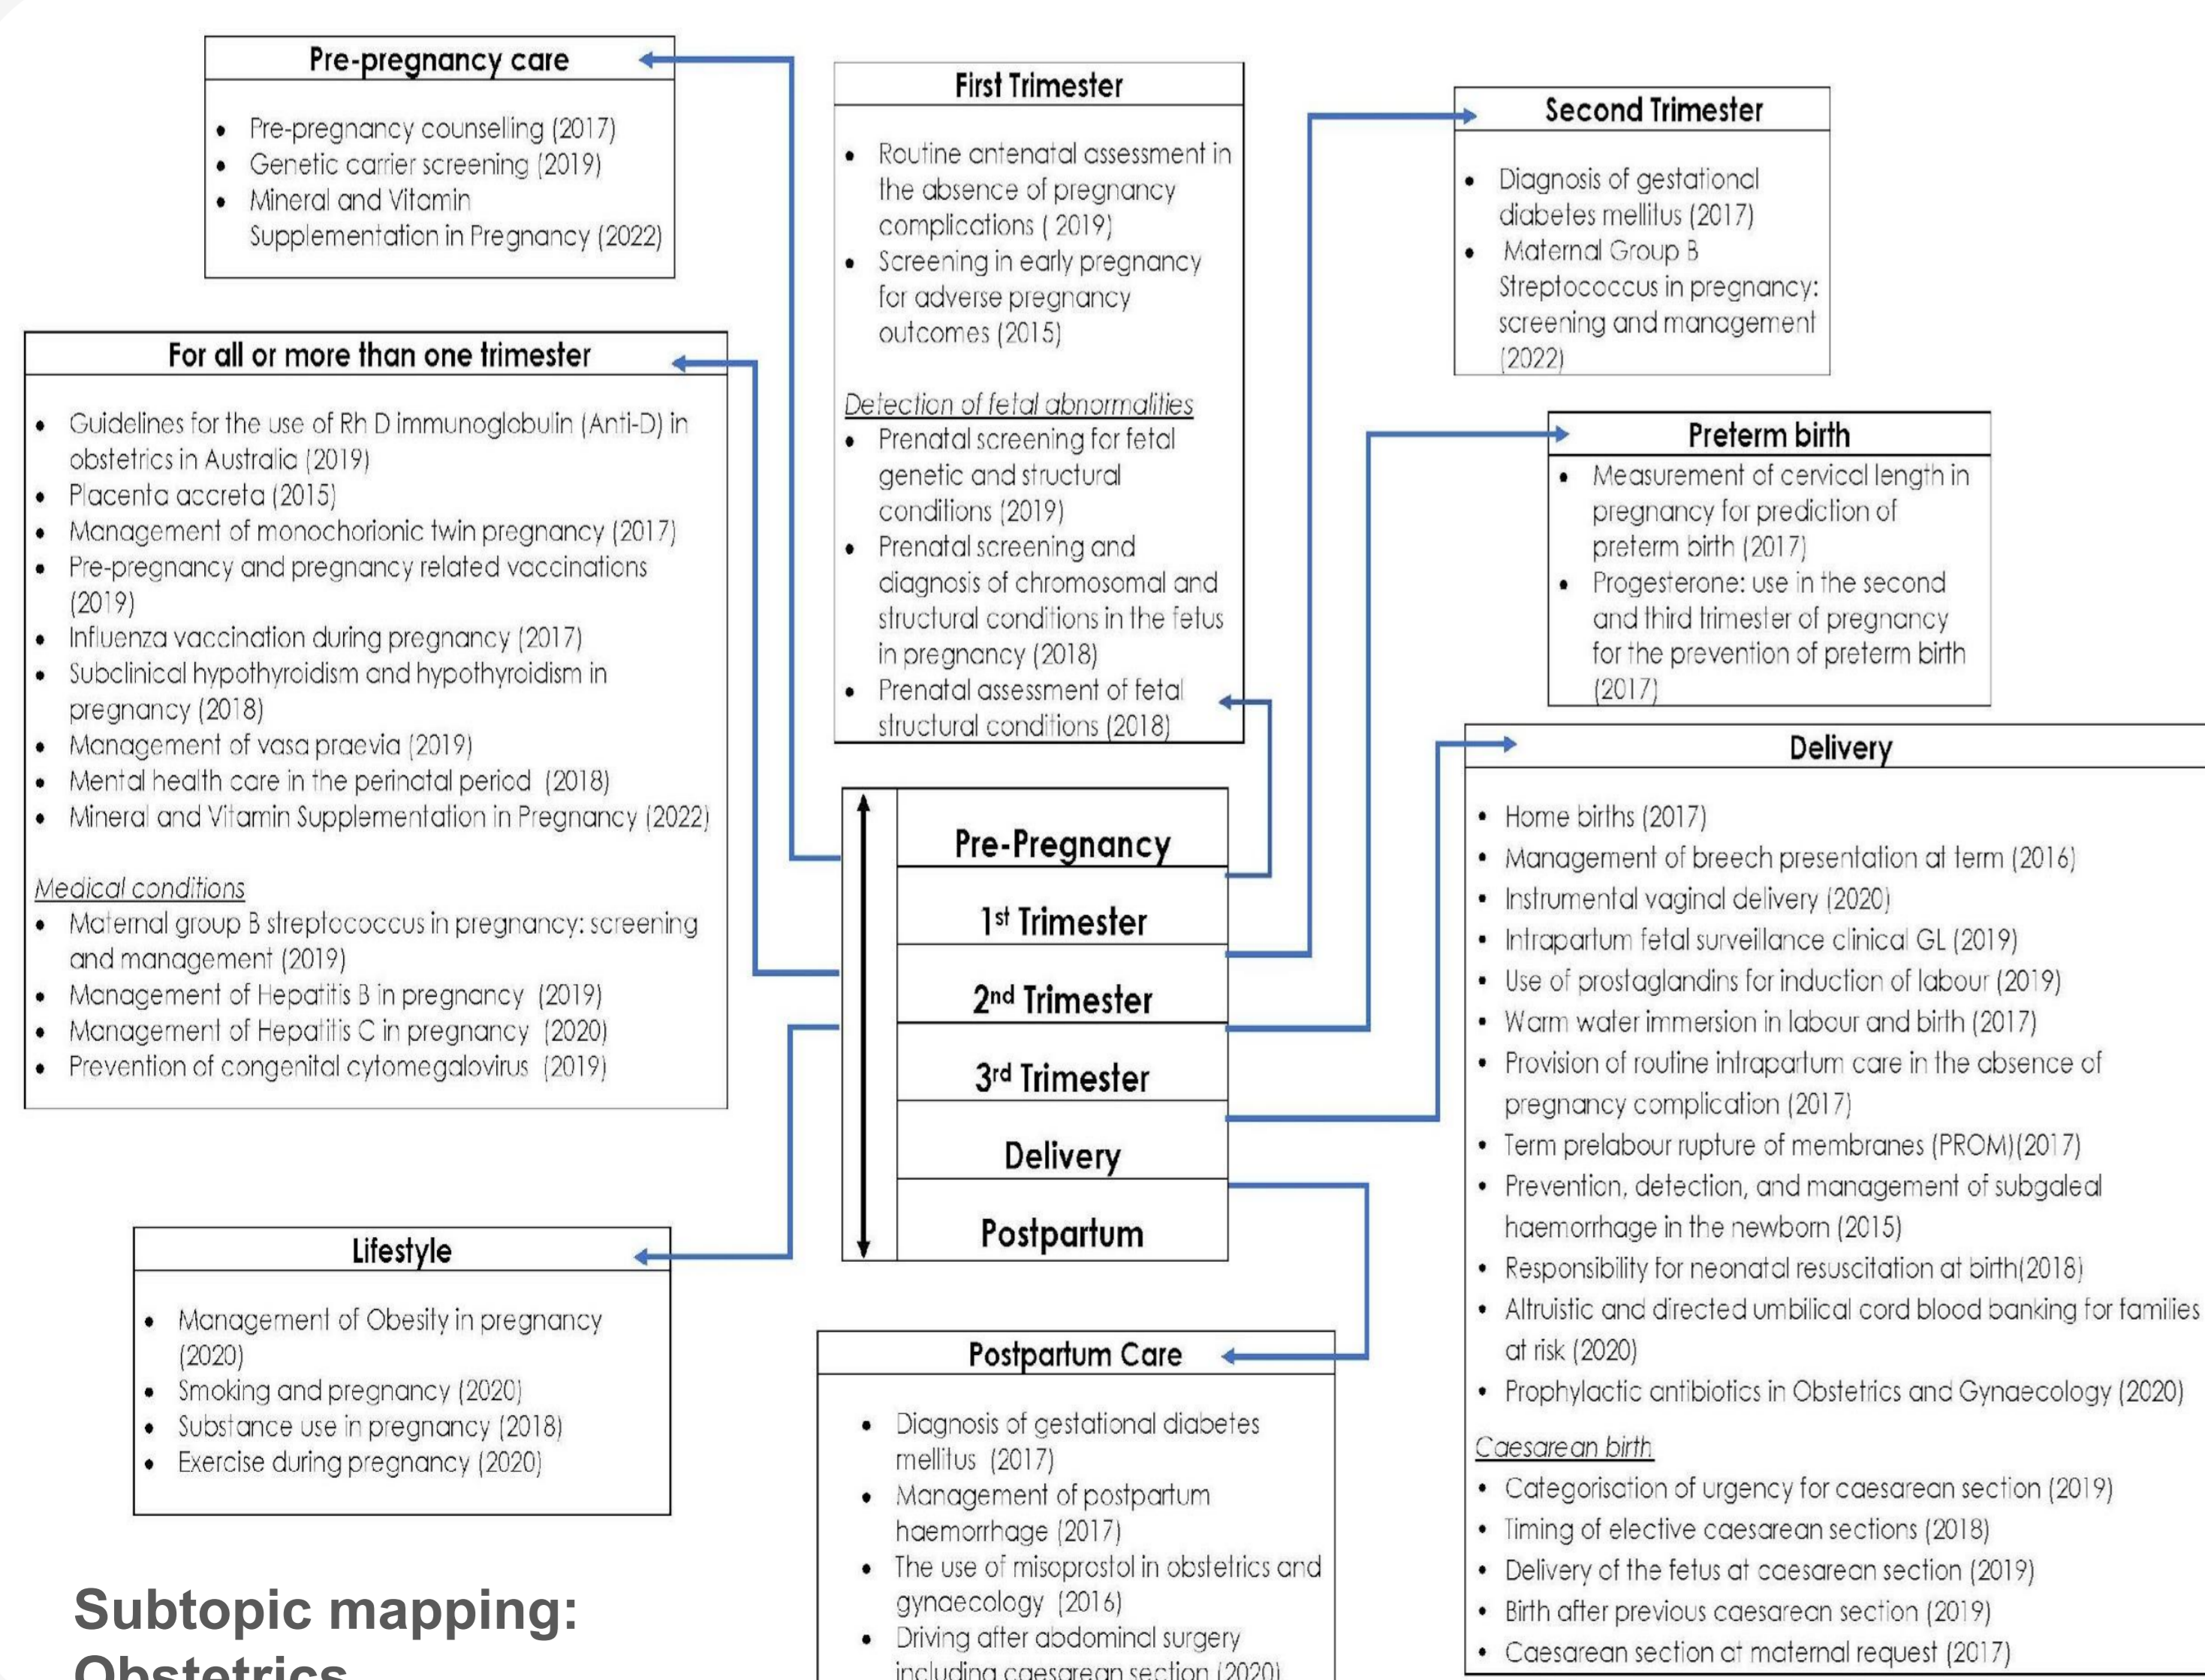 Pre-pregnancy care
• Pre-pregnancy counselling (2017)
• Genetic carrier screening (2019)
• Mineral and Vitamin
Supplementation in Pregnancy (2022)
For all or more than one trimester
• Guidelines for the use of Rh D immunoglobulin (Anti-D) in
obstetrics in Australia (2019)
• Placenta accreta (2015)
• Management of monochorionic twin pregnancy (2017)
• Pre-pregnancy and pregnancy related vaccinations
(2019)
• Influenza vaccination during pregnancy (2017)
• Subclinical hypothyroidism and hypothyroidism in
pregnancy (2018)
• Management of vasa praevia (2019)
• Mental health care in the perinatal period (2018)
• Mineral and Vitamin Supplementation in Pregnancy (2022)
Medical conditions
• Maternal group B streptococcus in pregnancy: screening
and management (2019)
• Management of Hepatitis B in pregnancy (2019)
• Management of Hepatitis C in pregnancy (2020)
• Prevention of congenital cytomegalovirus (2019)
Lifestyle
• Management of Obesity in pregnancy
(2020)
• Smoking and pregnancy (2020)
• Substance use in pregnancy (2018)
• Exercise during pregnancy (2020)
Subtopic mapping:
Obstetrics
First Trimester
• Routine antenatal assessment in
the absence of pregnancy
complications ( 2019)
• Screening in early pregnancy
for adverse pregnancy
outcomes (2015)
Detection of fetal abnormalities
• Prenatal screening for fetal
genetic and structural
conditions (2019)
• Prenatal screening and
diagnosis of chromosomal and
structural conditions in the fetus
in pregnancy (2018)
• Prenatal assessment of fetal
structural conditions (2018)
Pre-Pregnancy
1st Trimester
2nd Trimester
3rd Trimester
Delivery
Postpartum
Postpartum Care
• Diagnosis of gestational diabetes
mellitus (2017)
• Management of postpartum
haemorrhage (2017)
• The use of misoprostol in obstetrics and
gynaecology (2016)
• Driving after abdominal surgery
including caesarean section (2020)
Second Trimester
• Diagnosis of gestational
diabetes mellitus (2017)
• Maternal Group B
Streptococcus in pregnancy:
screening and management
(2022)
Preterm birth
• Measurement of cervical length in
pregnancy for prediction of
preterm birth (2017)
• Progesterone: use in the second
and third trimester of pregnancy
for the prevention of preterm birth
(2017)
Delivery
• Home births (2017)
• Management of breech presentation at term (2016)
• Instrumental vaginal delivery (2020)
• Intrapartum fetal surveillance clinical GL (2019)
• Use of prostaglandins for induction of labour (2019)
• Warm water immersion in labour and birth (2017)
• Provision of routine intrapartum care in the absence of
pregnancy complication (2017)
• Term prelabour rupture of membranes (PROM)(2017)
• Prevention, detection, and management of subgaleal
haemorrhage in the newborn (2015)
• Responsibility for neonatal resuscitation at birth(2018)
• Altruistic and directed umbilical cord blood banking for families
at risk (2020)
• Prophylactic antibiotics in Obstetrics and Gynaecology (2020)
Caesarean birth
• Categorisation of urgency for caesarean section (2019)
• Timing of elective caesarean sections (2018)
• Delivery of the fetus at caesarean section (2019)
• Birth after previous caesarean section (2019)
• Caesarean section at maternal request (2017)